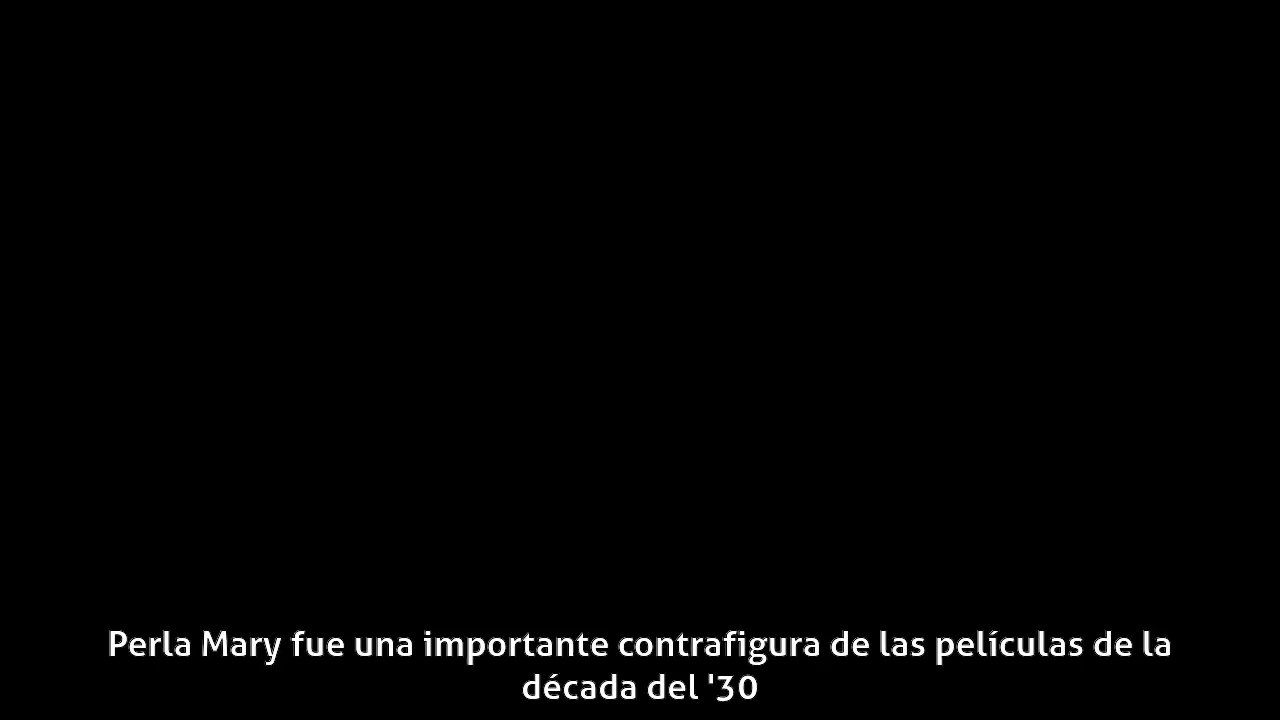 Perla Mary fue una importante contrafigura de las películas de la
década del '30